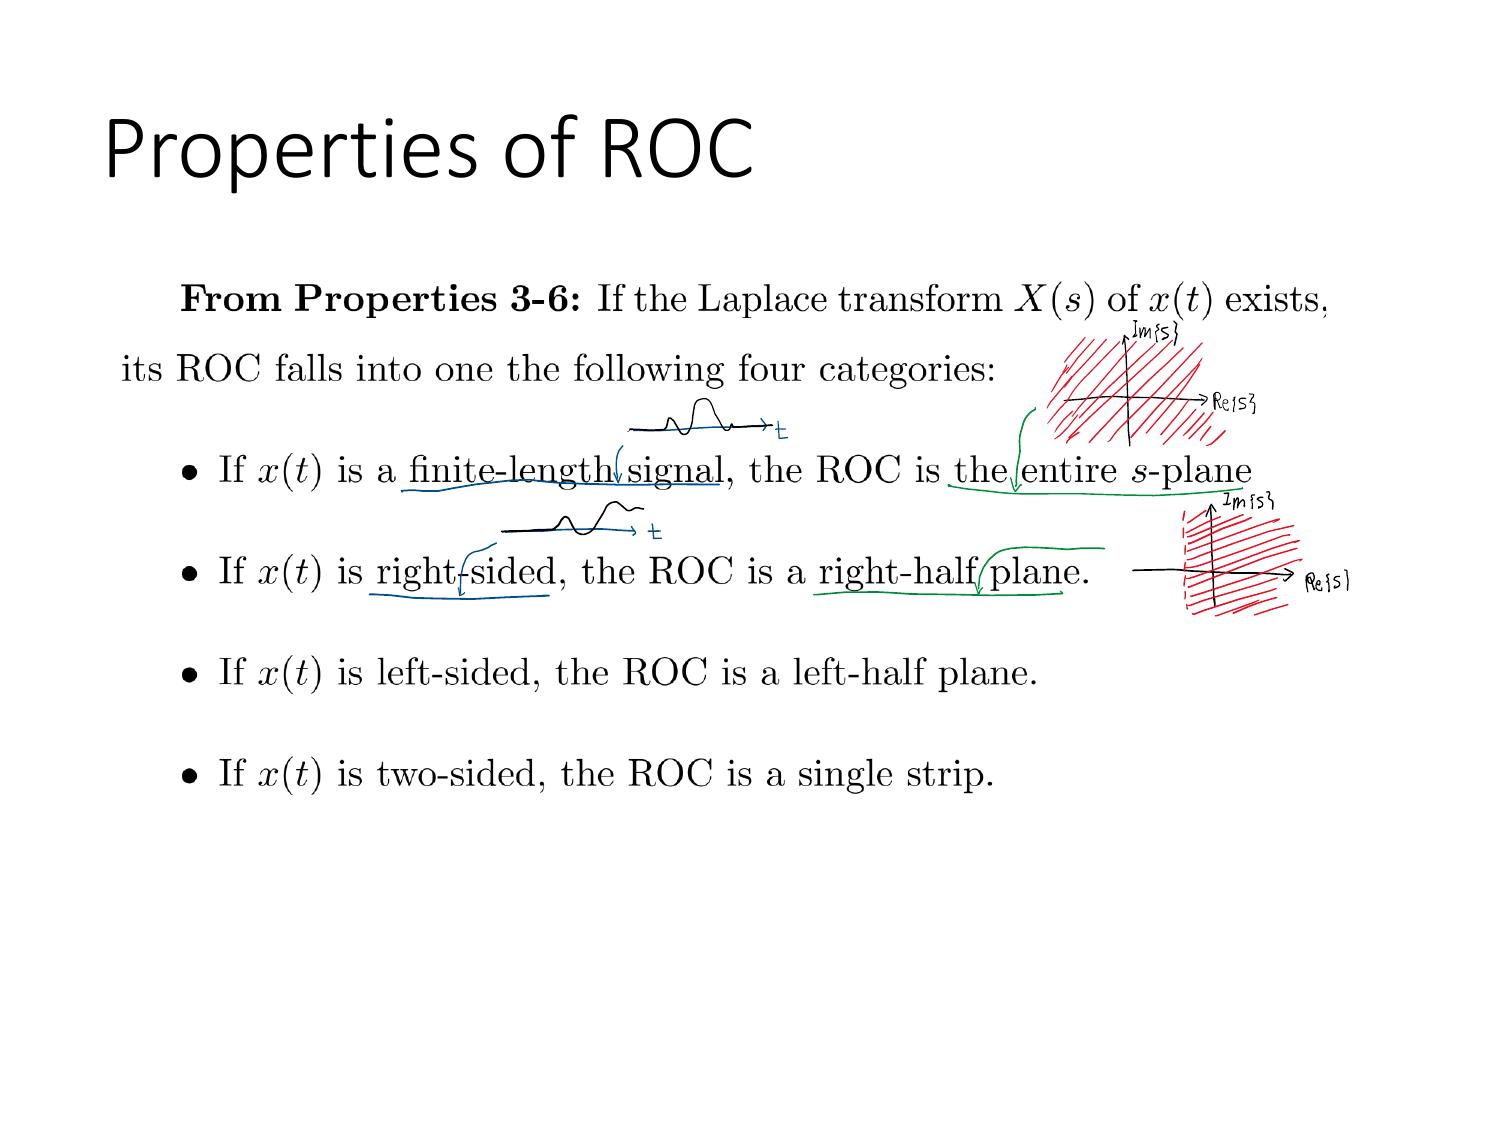 Properties of ROC
From Properties 3-6: If the Laplace transform X(s) of x(t) exists,
Im{s}
its ROC falls into one the following four categories:
Re{s}
t
• If x(t) is a finite-length signal, the ROC is the entire s-plane
Im{s}
t
• If x(t) is right-sided, the ROC is a right-half plane.
Re{s}
• If x(t) is left-sided, the ROC is a left-half plane.
• If x(t) is two-sided, the ROC is a single strip.